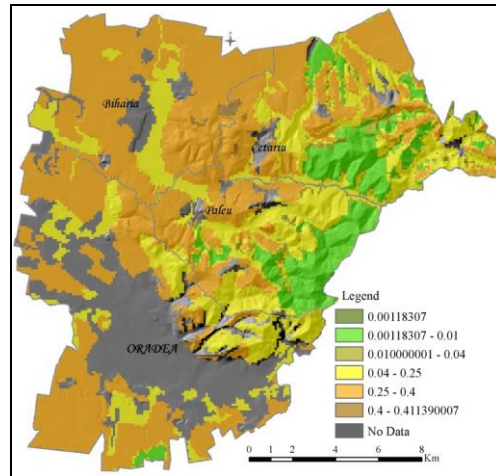 Biharia
Cetariu
Paleu
ORADEA
Legend
0.00118307
0.00118307 - 0.01
0.010000001 - 0.04
0.04 - 0.25
0.25 - 0.4
0.4 - 0.411390007
No Data
0 1 2 4 6 8
Km